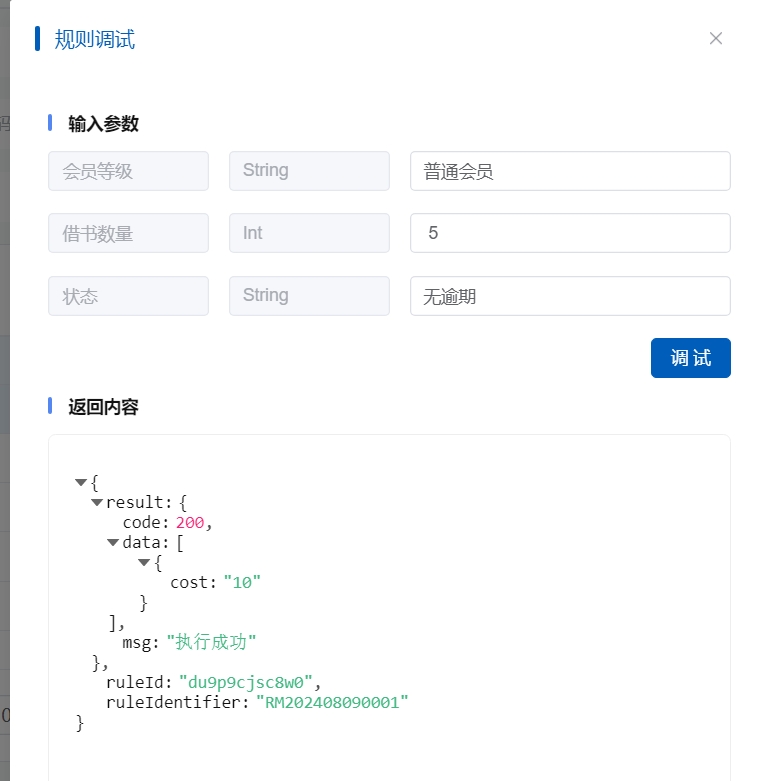 规则调试
输入参数
会员等级 String 普通会员
借书数量 Int 5
状态 String 无逾期
调 试
返回内容
{
result: {
code: 200,
data: [
{
cost: "10"
}
],
msg: "执行成功"
},
ruleId: "du9p9cjsc8w0",
ruleIdentifier: "RM202408090001"
}